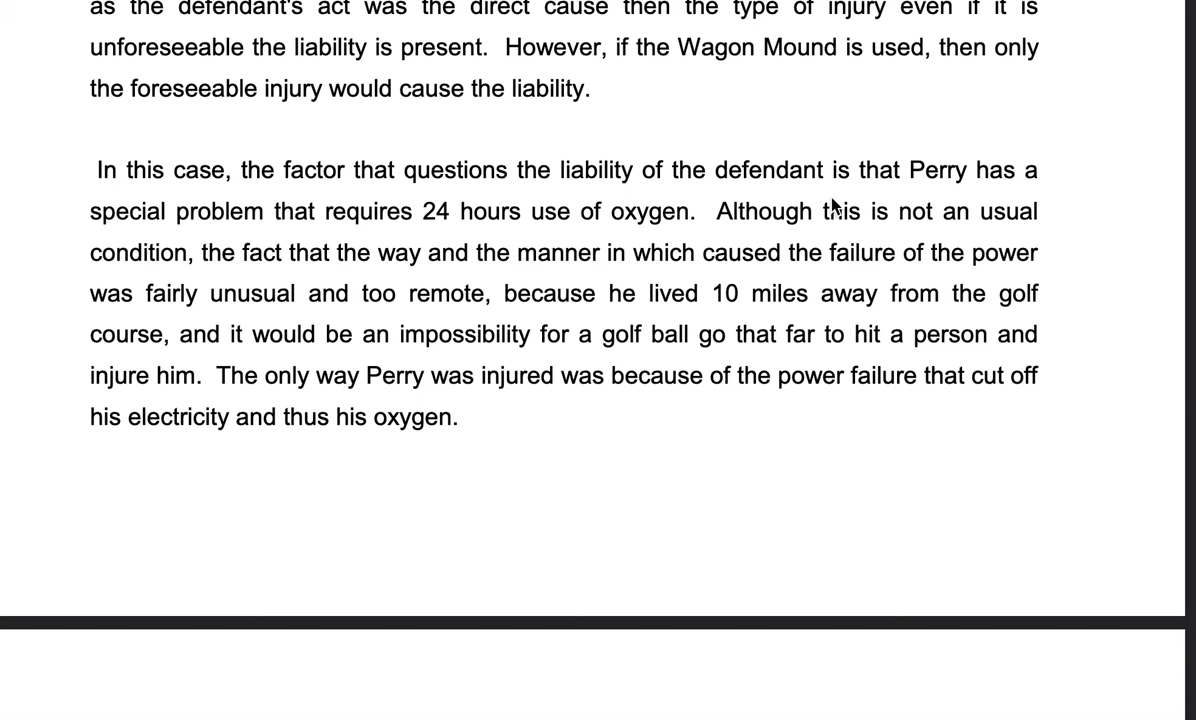 as the defendant's act was the direct cause then the type of injury even if it is
unforeseeable the liability is present. However, if the Wagon Mound is used, then only
the foreseeable injury would cause the liability.
In this case, the factor that questions the liability of the defendant is that Perry has a
special problem that requires 24 hours use of oxygen. Although this is not an usual
condition, the fact that the way and the manner in which caused the failure of the power
was fairly unusual and too remote, because he lived 10 miles away from the golf
course, and it would be an impossibility for a golf ball go that far to hit a person and
injure him. The only way Perry was injured was because of the power failure that cut off
his electricity and thus his oxygen.